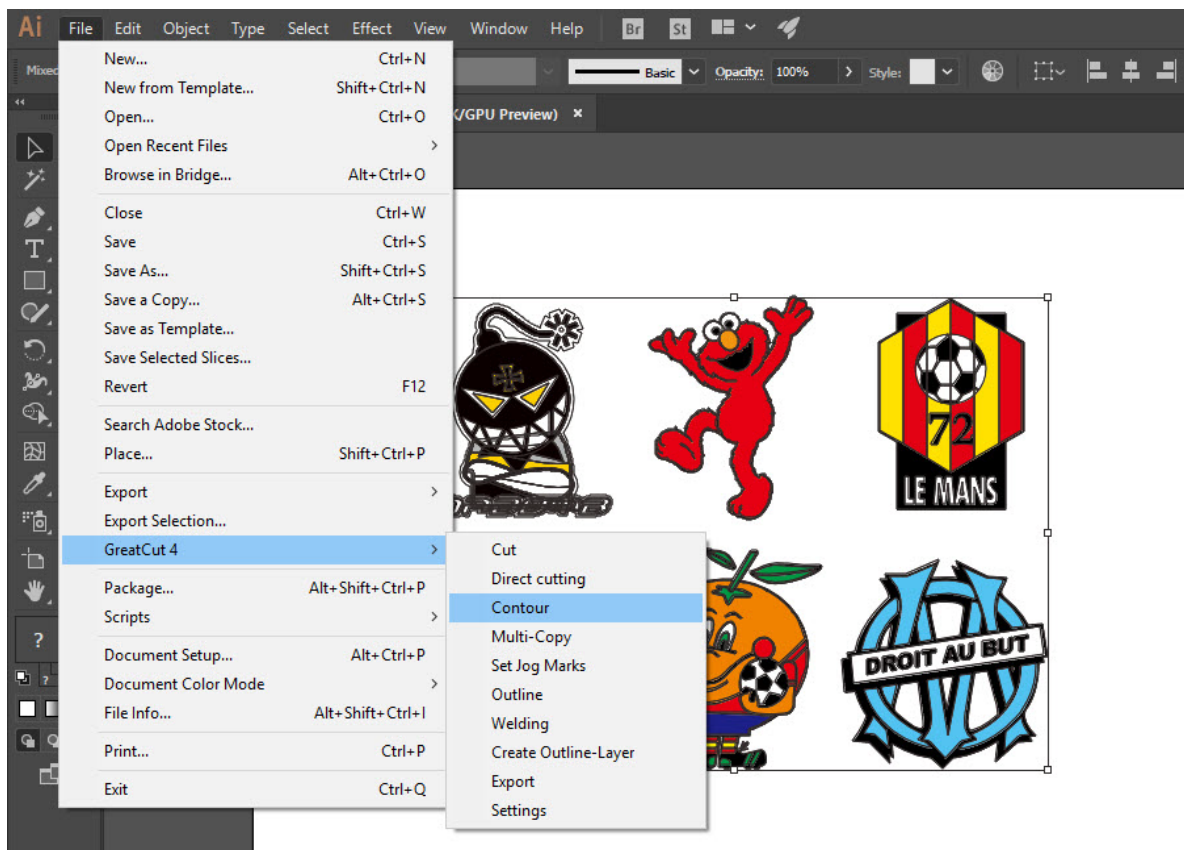 Ai File Edit Object Type Select Effect View Window Help Br St
Mixed Basic Opacity: 100% Style:
/GPU Preview) ×
New... Ctrl+N
New from Template... Shift+Ctrl+N
Open... Ctrl+O
Open Recent Files
Browse in Bridge... Alt+Ctrl+O
Close Ctrl+W
Save Ctrl+S
Save As... Shift+Ctrl+S
Save a Copy... Alt+Ctrl+S
Save as Template...
Save Selected Slices...
Revert F12
Search Adobe Stock...
Place... Shift+Ctrl+P
Export
Export Selection...
GreatCut 4
Package... Alt+Shift+Ctrl+P
Scripts
Document Setup... Alt+Ctrl+P
Document Color Mode
File Info... Alt+Shift+Ctrl+I
Print... Ctrl+P
Exit Ctrl+Q
Cut
Direct cutting
Contour
Multi-Copy
Set Jog Marks
Outline
Welding
Create Outline-Layer
Export
Settings
72
LE MANS
DROIT AU BUT